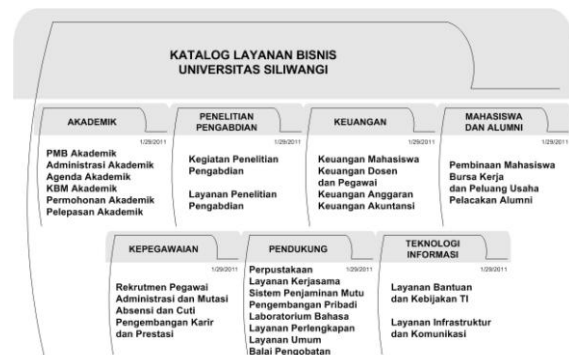 KATALOG LAYANAN BISNIS
UNIVERSITAS SILIWANGI
AKADEMIK
1/29/2011
PMB Akademik
Administrasi Akademik
Agenda Akademik
KBM Akademik
Permohonan Akademik
Pelepasan Akademik
PENELITIAN
PENGABDIAN
1/29/2011
Kegiatan Penelitian
Pengabdian
Layanan Penelitian
Pengabdian
KEUANGAN
1/29/2011
Keuangan Mahasiswa
Keuangan Dosen
dan Pegawai
Keuangan Anggaran
Keuangan Akuntansi
MAHASISWA
DAN ALUMNI
1/29/2011
Pembinaan Mahasiswa
Bursa Kerja
dan Peluang Usaha
Pelacakan Alumni
KEPEGAWAIAN
1/29/2011
Rekrutmen Pegawai
Administrasi dan Mutasi
Absensi dan Cuti
Pengembangan Karir
dan Prestasi
PENDUKUNG
1/29/2011
Perpustakaan
Layanan Kerjasama
Sistem Penjaminan Mutu
Pengembangan Pribadi
Laboratorium Bahasa
Layanan Perlengkapan
Layanan Umum
Balai Pengobatan
TEKNOLOGI
INFORMASI
1/29/2011
Layanan Bantuan
dan Kebijakan TI
Layanan Infrastruktur
dan Komunikasi